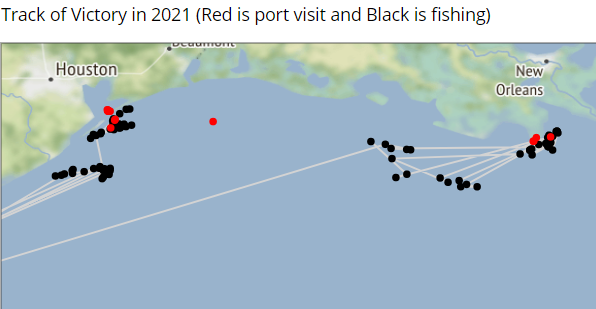 Track of Victory in 2021 (Red is port visit and Black is fishing)
Beaumont
Houston
New
Orleans